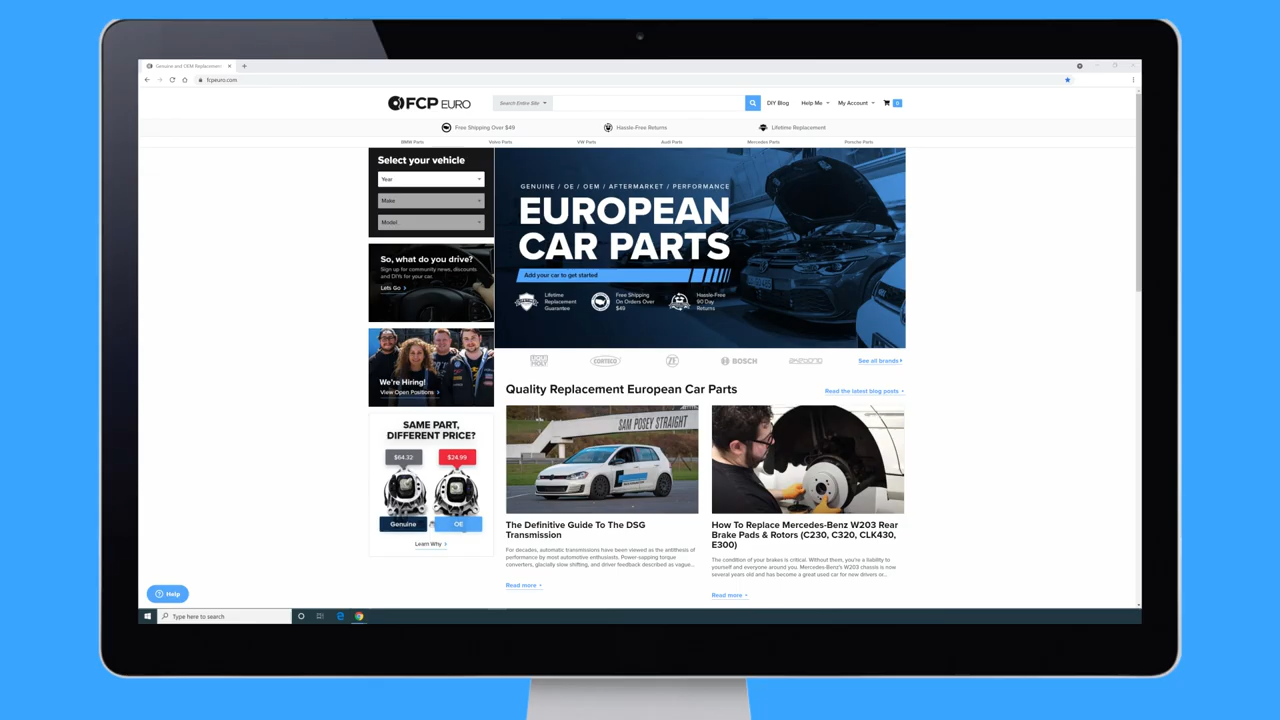 Genuine and OEM Replacement
fcpeuro.com
FCP EURO
Search Entire Site
DIY Blog
Help Me
My Account
0
Free Shipping Over $49
Hassle-Free Returns
Lifetime Replacement
BMW Parts
Volvo Parts
VW Parts
Audi Parts
Mercedes Parts
Porsche Parts
Select your vehicle
Year
Make
Model
So, what do you drive?
Sign up for community news, discounts
and DIYs for your car.
Lets Go
We're Hiring!
View Open Positions
SAME PART,
DIFFERENT PRICE?
$64.32
$24.99
Genuine
OE
Learn Why
GENUINE / OE / OEM / AFTERMARKET / PERFORMANCE
EUROPEAN
CAR PARTS
Add your car to get started
Lifetime
Replacement
Guarantee
Free Shipping
On Orders Over
$49
Hassle-Free
90 Day
Returns
LIQUI
MOLY
CORTECO
ZF
BOSCH
See all brands
Quality Replacement European Car Parts
Read the latest blog posts
SAM POSEY STRAIGHT
The Definitive Guide To The DSG
Transmission
For decades, automatic transmissions have been viewed as the antithesis of
performance by most automotive enthusiasts. Power-sapping torque
converters, glacially slow shifting, and driver feedback described as vague...
Read more
How To Replace Mercedes-Benz W203 Rear
Brake Pads & Rotors (C230, C320, CLK430,
E300)
The condition of your brakes is critical. Without them, you're a liability to
yourself and everyone around you. Mercedes-Benz's W203 chassis is now
several years old and has become a great used car for new drivers or...
Read more
Help
Type here to search